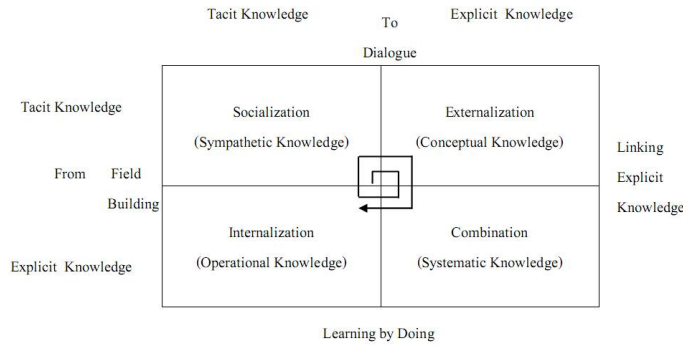 Tacit Knowledge
To
Explicit Knowledge
Dialogue
Tacit Knowledge
Socialization
(Sympathetic Knowledge)
Externalization
(Conceptual Knowledge)
From Field
Building
Linking
Explicit
Knowledge
Explicit Knowledge
Internalization
(Operational Knowledge)
Combination
(Systematic Knowledge)
Learning by Doing